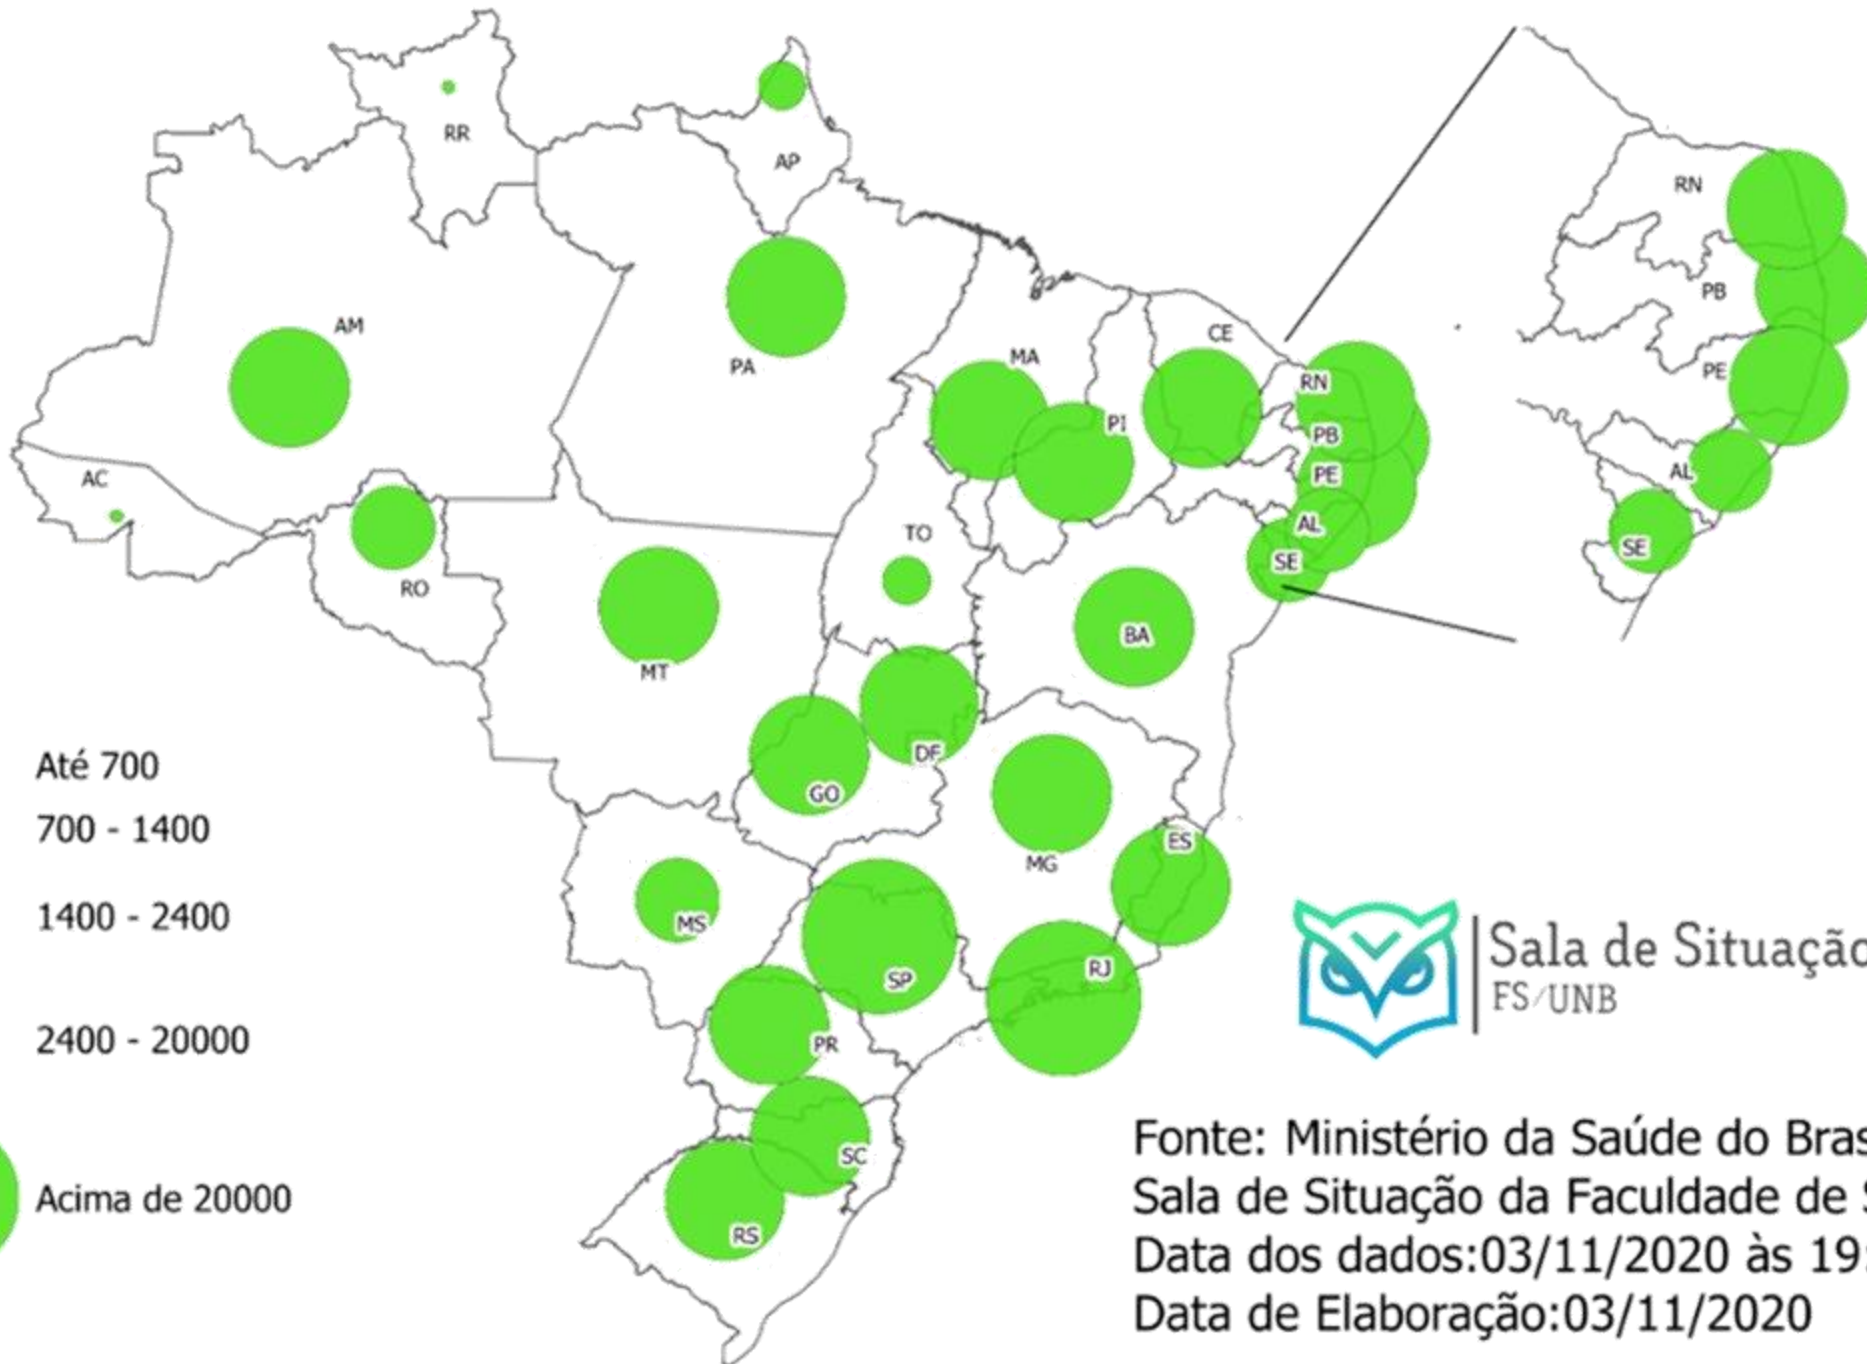 RR
AP
AM
PA
MA
CE
RN
PI
PB
PE
AC
TO
AL
SE
RO
BA
MT
DF
GO
MG
ES
MS
SP
RJ
PR
SC
RS
RN
PB
PE
AL
SE
Até 700
700 - 1400
1400 - 2400
2400 - 20000
Acima de 20000
Sala de Situação
FS/UNB
Fonte: Ministério da Saúde do
Sala de Situação da Faculdade de
Data dos dados:03/11/2020 às 19:
Data de Elaboração:03/11/2020